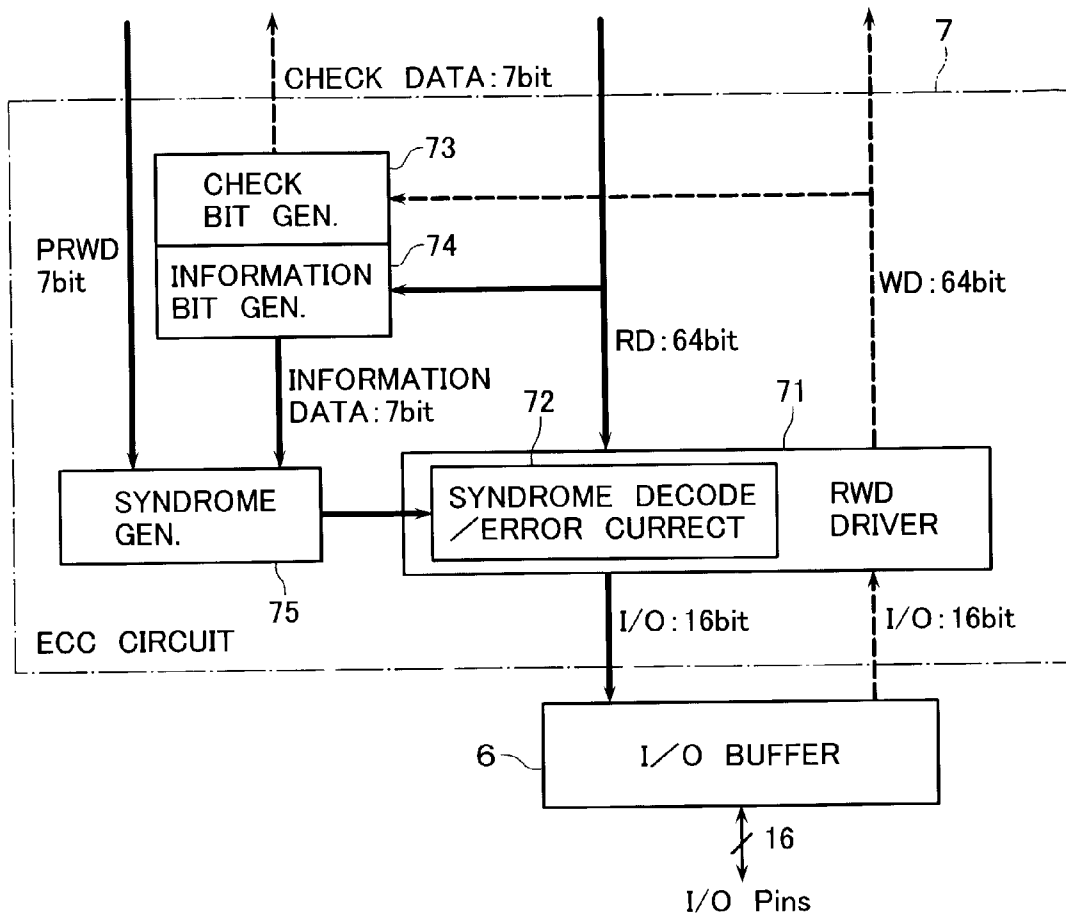 7
CHECK DATA:7bit
73
CHECK
BIT GEN.
PRWD
7bit
74
INFORMATION
BIT GEN.
WD:64bit
RD:64bit
INFORMATION
DATA:7bit
72
71
SYNDROME
GEN.
SYNDROME DECODE
/ERROR CURRECT
RWD
DRIVER
75
I/O:16bit
I/O:16bit
ECC CIRCUIT
6
I/O BUFFER
16
I/O Pins